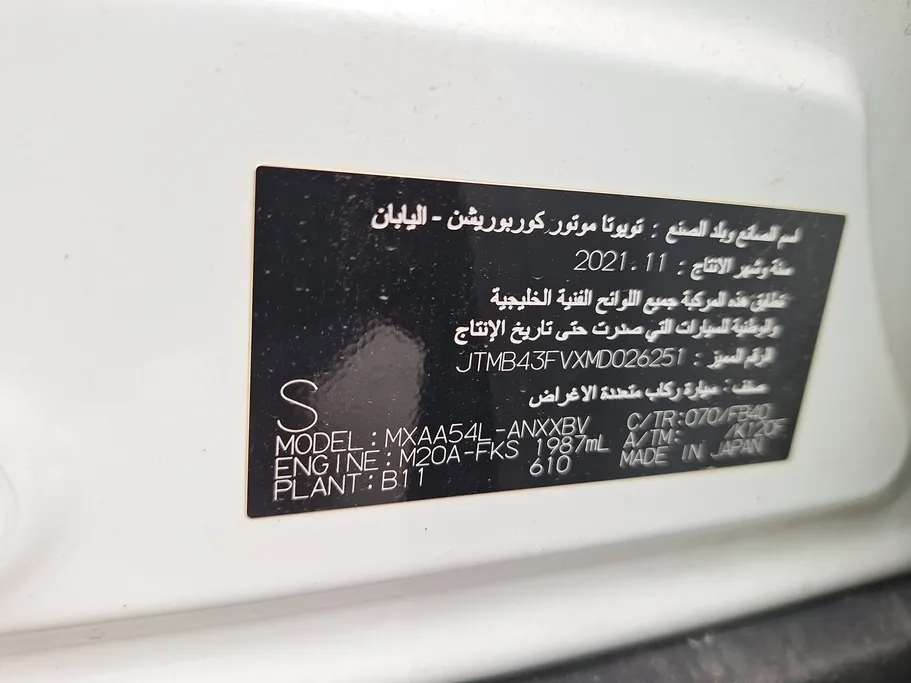 اسم الصانع وبلد الصنع : تويوتا موتور كوربوريشن - اليابان
سنة وشهر الانتاج : 2021.11
تطابق هذه المركبة جميع اللوائح الفنية الخليجية
والوطنية للسيارات التي صدرت حتى تاريخ الإنتاج
الرقم المميز : JTMB43FVXMD026251
صنف : سيارة ركاب متعددة الاغراض
S
MODEL:MXAA54L-ANXXBV C/TR:070/FB40
ENGINE:M20A-FKS 1987mL A/TM: /K120F
PLANT:B11 610 MADE IN JAPAN